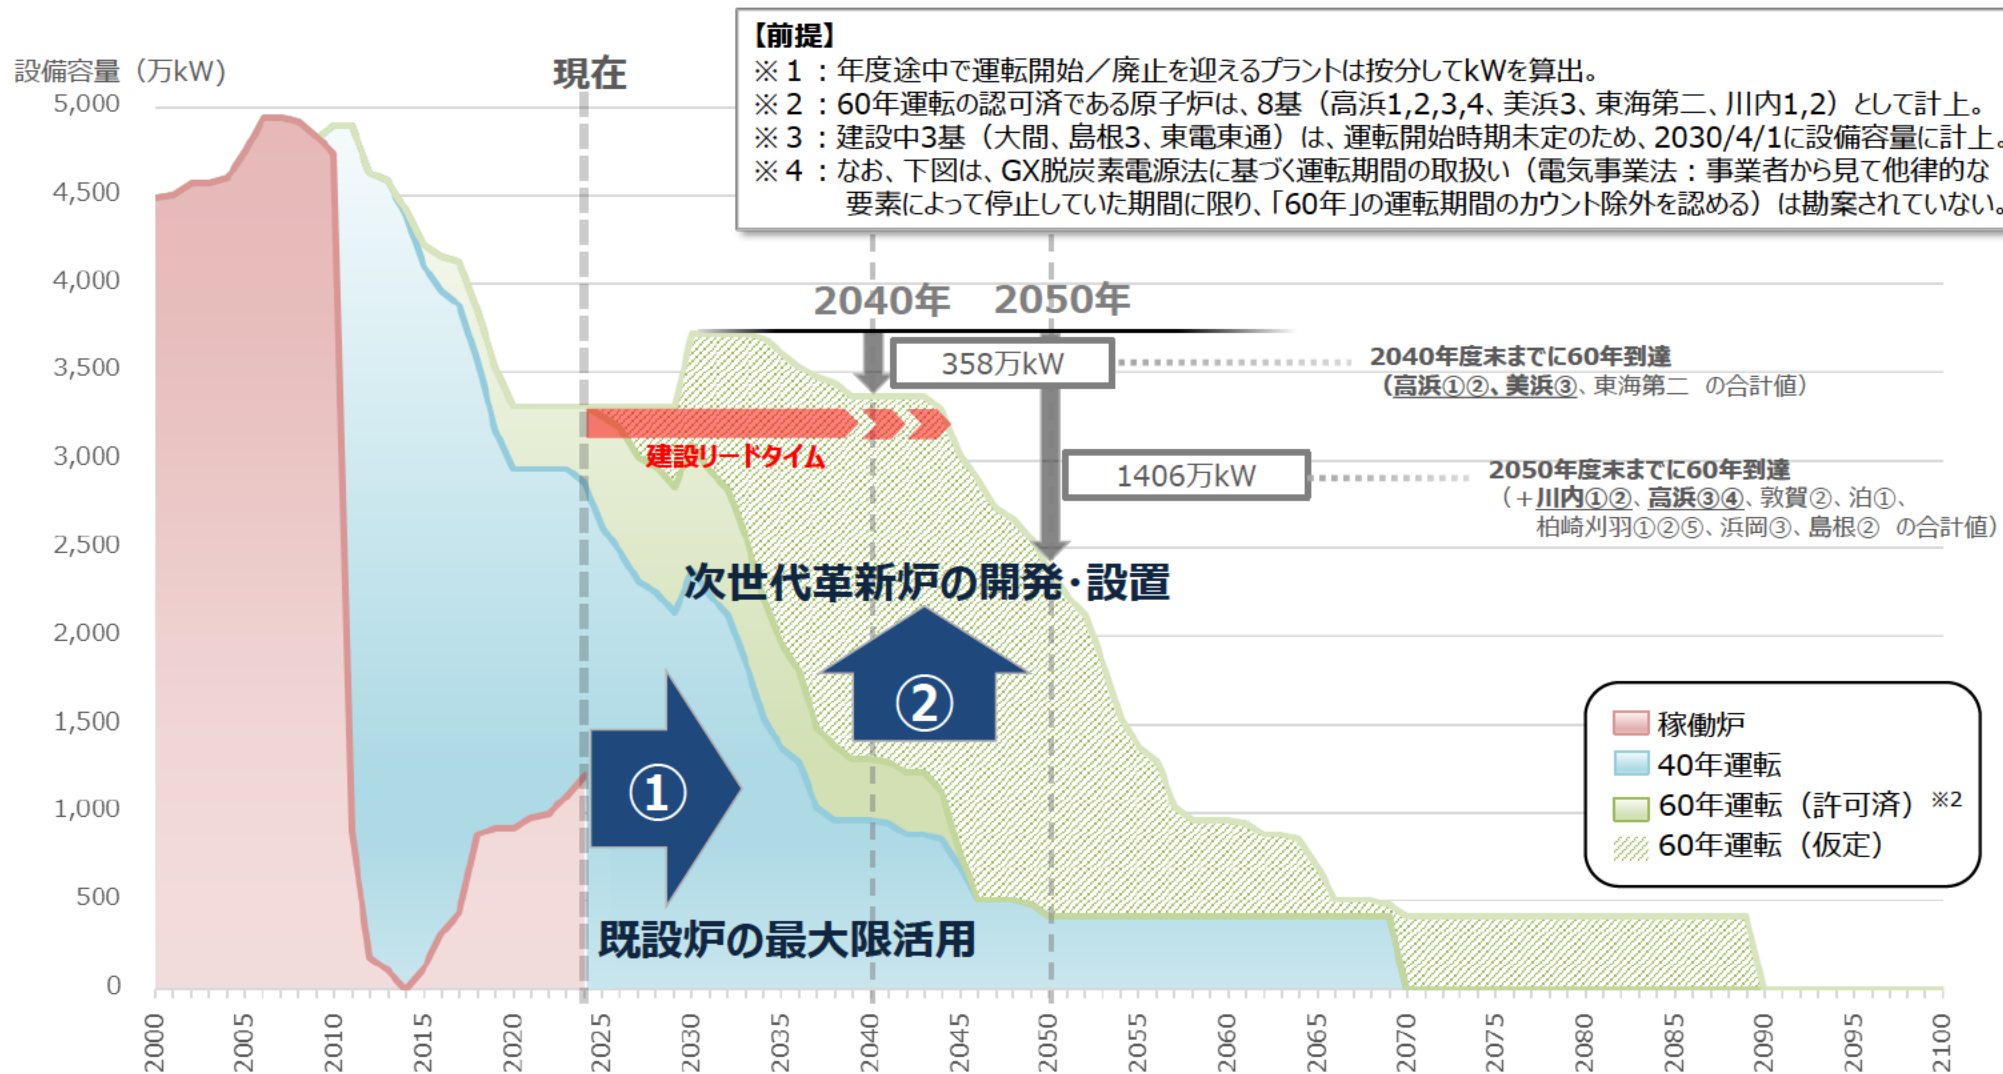 【前提】
※1：年度途中で運転開始／廃止を迎えるプラントは按分してkWを算出。
※2：60年運転の認可済である原子炉は、8基（高浜1,2,3,4、美浜3、東海第二、川内1,2）として計上。
※3：建設中3基（大間、島根3、東電東通）は、運転開始時期未定のため、2030/4/1に設備容量に計上。
※4：なお、下図は、GX脱炭素電源法に基づく運転期間の取扱い（電気事業法：事業者から見て他律的な
要素によって停止していた期間に限り、「60年」の運転期間のカウント除外を認める）は勘案されていない。
設備容量（万kW）
現在
5,000
4,500
4,000
3,500
3,000
2,500
2,000
1,500
1,000
500
0
2040年 2050年
358万kW
2040年度末までに60年到達
（高浜①②、美浜③、東海第二 の合計値）
建設リードタイム
1406万kW
2050年度末までに60年到達
（＋川内①②、高浜③④、敦賀②、泊①、
柏崎刈羽①②⑤、浜岡③、島根② の合計値）
次世代革新炉の開発・設置
②
①
既設炉の最大限活用
稼働炉
40年運転
60年運転（許可済）※2
60年運転（仮定）
2000 2005 2010 2015 2020 2025 2030 2035 2040 2045 2050 2055 2060 2065 2070 2075 2080 2085 2090 2095 2100